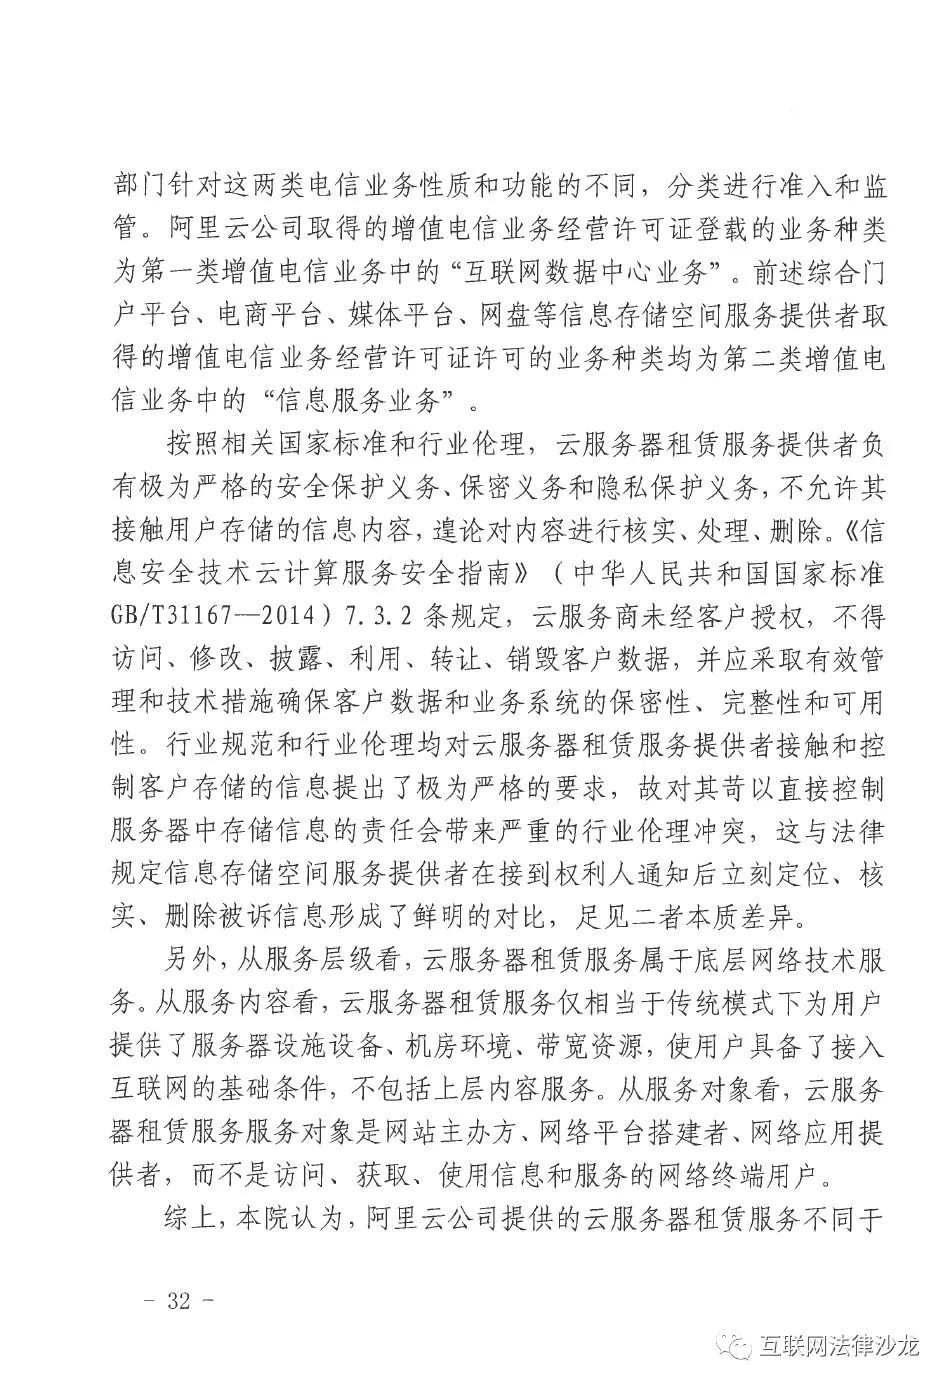 部门针对这两类电信业务性质和功能的不同，分类进行准入和监
管。阿里云公司取得的增值电信业务经营许可证登载的业务种类
为第一类增值电信业务中的“互联网数据中心业务”。前述综合门
户平台、电商平台、媒体平台、网盘等信息存储空间服务提供者取
得的增值电信业务经营许可证许可的业务种类均为第二类增值电
信业务中的“信息服务业务”。
按照相关国家标准和行业伦理，云服务器租赁服务提供者负
有极为严格的安全保护义务、保密义务和隐私保护义务，不允许其
接触用户存储的信息内容，遑论对内容进行核实、处理、删除。《信
息安全技术云计算服务安全指南》（中华人民共和国国家标准
GB/T31167—2014）7.3.2 条规定，云服务商未经客户授权，不得
访问、修改、披露、利用、转让、销毁客户数据，并应采取有效管
理和技术措施确保客户数据和业务系统的保密性、完整性和可用
性。行业规范和行业伦理均对云服务器租赁服务提供者接触和控
制客户存储的信息提出了极为严格的要求，故对其苛以直接控制
服务器中存储信息的责任会带来严重的行业伦理冲突，这与法律
规定信息存储空间服务提供者在接到权利人通知后立刻定位、核
实、删除被诉信息形成了鲜明的对比，足见二者本质差异。
另外，从服务层级看，云服务器租赁服务属于底层网络技术服
务。从服务内容看，云服务器租赁服务仅相当于传统模式下为用户
提供了服务器设施设备、机房环境、带宽资源，使用户具备了接入
互联网的基础条件，不包括上层内容服务。从服务对象看，云服务
器租赁服务服务对象是网站主办方、网络平台搭建者、网络应用提
供者，而不是访问、获取、使用信息和服务的网络终端用户。
综上，本院认为，阿里云公司提供的云服务器租赁服务不同于
- 32 -
互联网法律沙龙